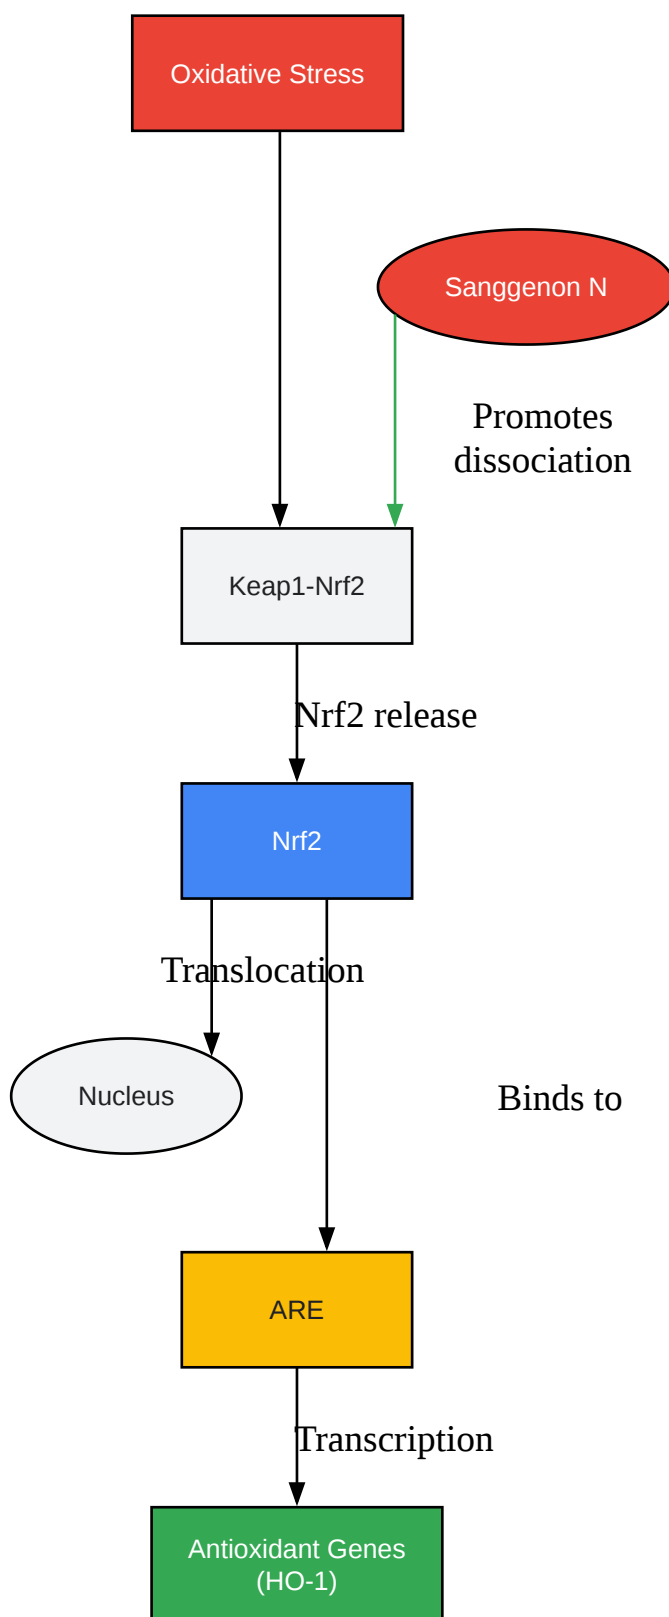 Oxidative Stress
Sanggenon N
Promotes
dissociation
Keap1-Nrf2
Nrf2 release
Nrf2
Translocation
Nucleus
Binds to
ARE
Transcription
Antioxidant Genes
(HO-1)